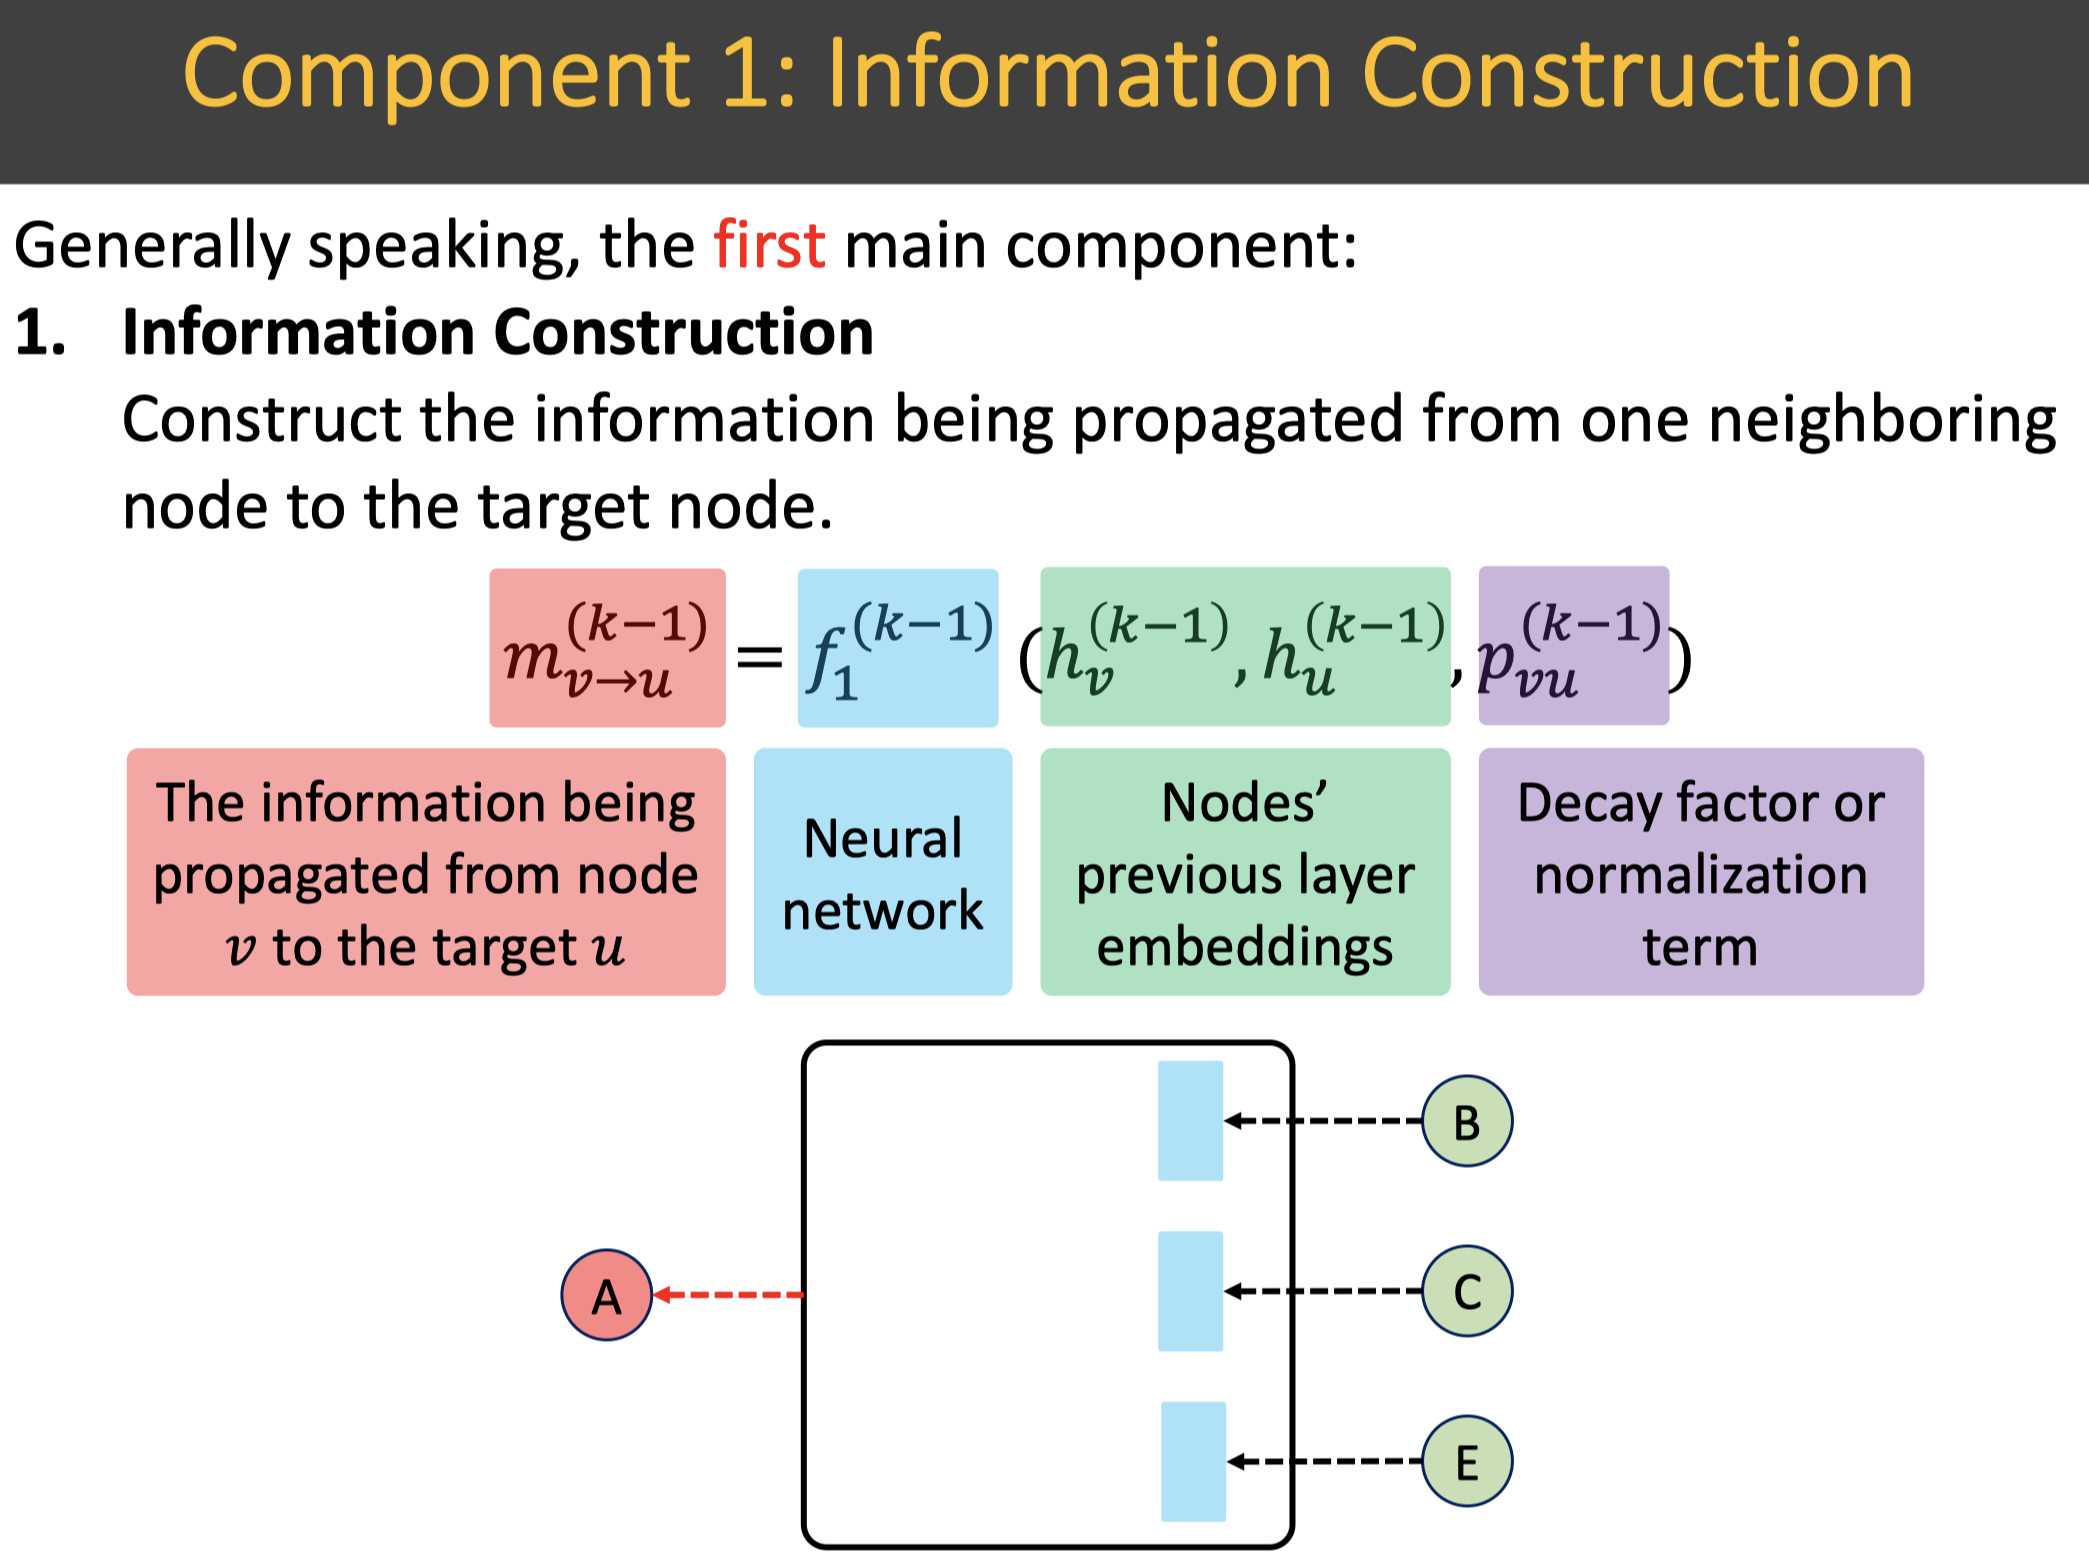 Component 1: Information Construction
Generally speaking, the first main component:
1. Information Construction
Construct the information being propagated from one neighboring
node to the target node.
$m_{v \to u}^{(k-1)} = f_1^{(k-1)} (h_v^{(k-1)}, h_u^{(k-1)}, p_{vu}^{(k-1)})$
The information being
propagated from node
v to the target u
Neural
network
Nodes’
previous layer
embeddings
Decay factor or
normalization
term
B
A
C
E